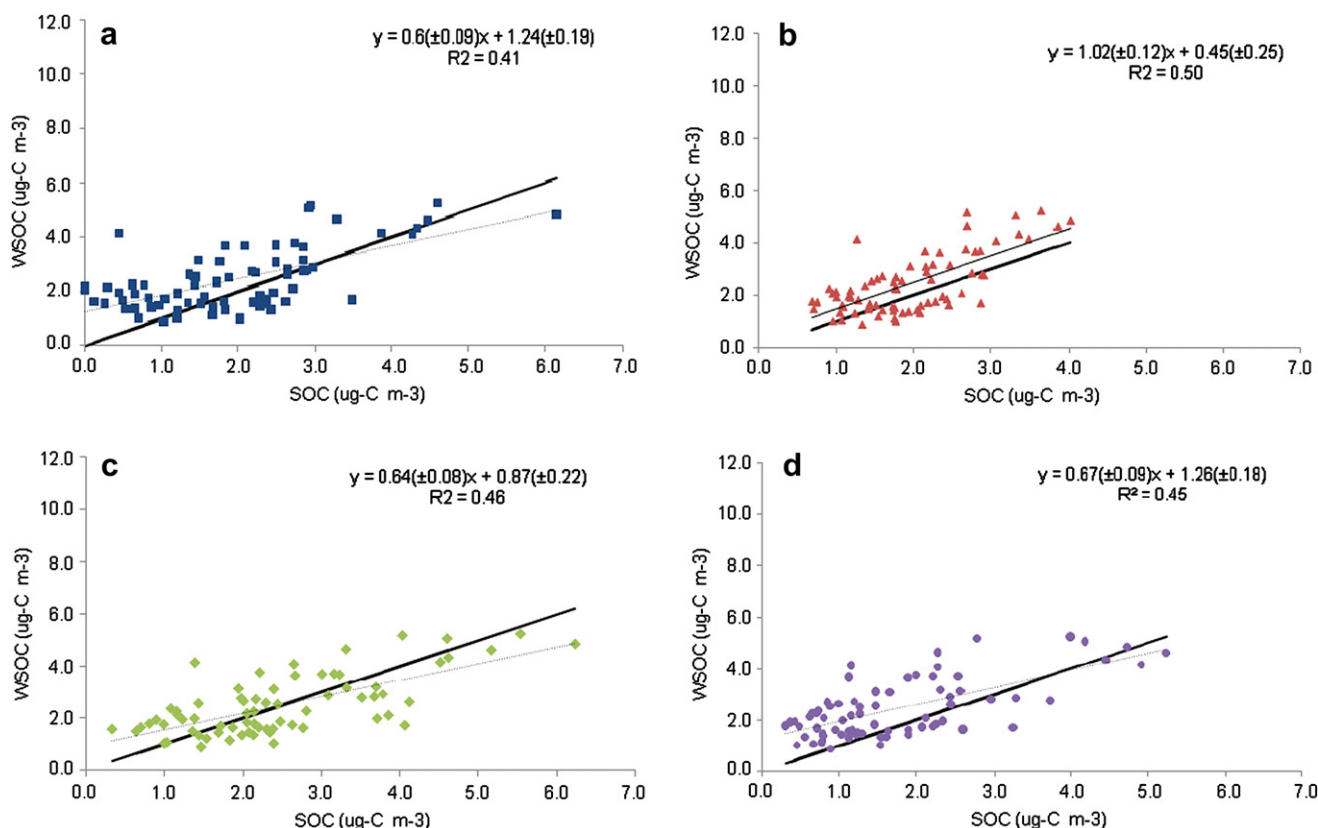 a
y = 0.6(±0.09)x + 1.24(±0.19)
R2 = 0.41
WSOC (ug-C m-3)
12.0
10.0
8.0
6.0
4.0
2.0
0.0
0.0 1.0 2.0 3.0 4.0 5.0 6.0 7.0
SOC (ug-C m-3)
b
y = 1.02(±0.12)x + 0.45(±0.25)
R2 = 0.50
WSOC (ug-C m-3)
12.0
10.0
8.0
6.0
4.0
2.0
0.0
0.0 1.0 2.0 3.0 4.0 5.0 6.0 7.0
SOC (ug-C m-3)
c
y = 0.64(±0.08)x + 0.87(±0.22)
R2 = 0.46
WSOC (ug-C m-3)
12.0
10.0
8.0
6.0
4.0
2.0
0.0
0.0 1.0 2.0 3.0 4.0 5.0 6.0 7.0
SOC (ug-C m-3)
d
y = 0.67(±0.09)x + 1.26(±0.18)
R² = 0.45
WSOC (ug-C m-3)
12.0
10.0
8.0
6.0
4.0
2.0
0.0
0.0 1.0 2.0 3.0 4.0 5.0 6.0 7.0
SOC (ug-C m-3)